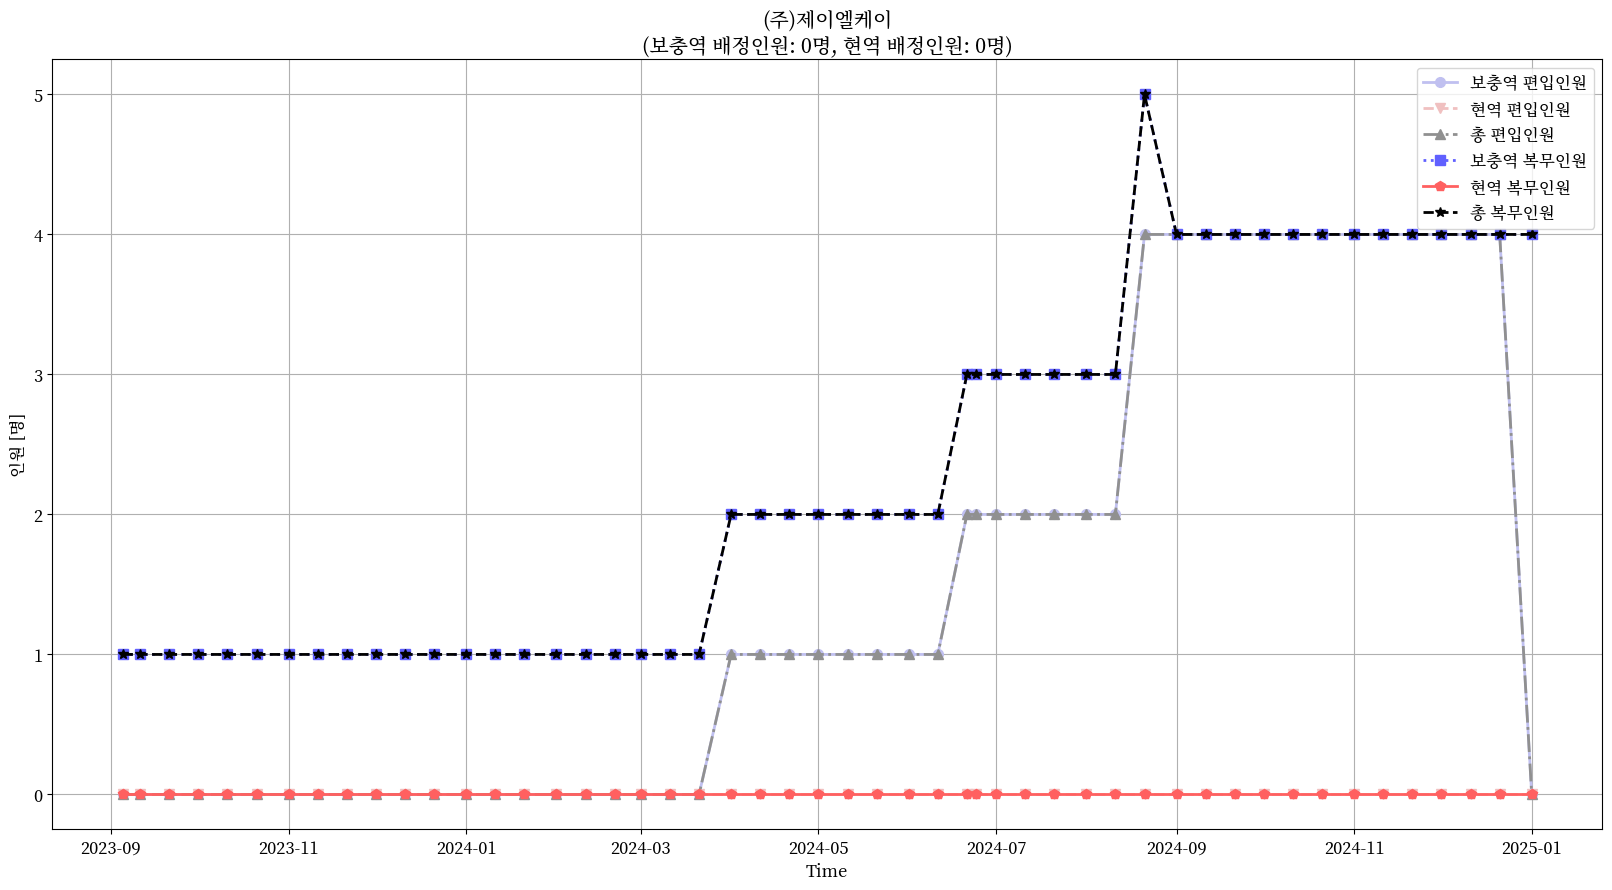 (주)제이엘케이
(보충역 배정인원: 0명, 현역 배정인원: 0명)
보충역 편입인원
현역 편입인원
총 편입인원
보충역 복무인원
현역 복무인원
총 복무인원
인원 [명]
5
4
3
2
1
0
2023-09
2023-11
2024-01
2024-03
2024-05
2024-07
2024-09
2024-11
2025-01
Time